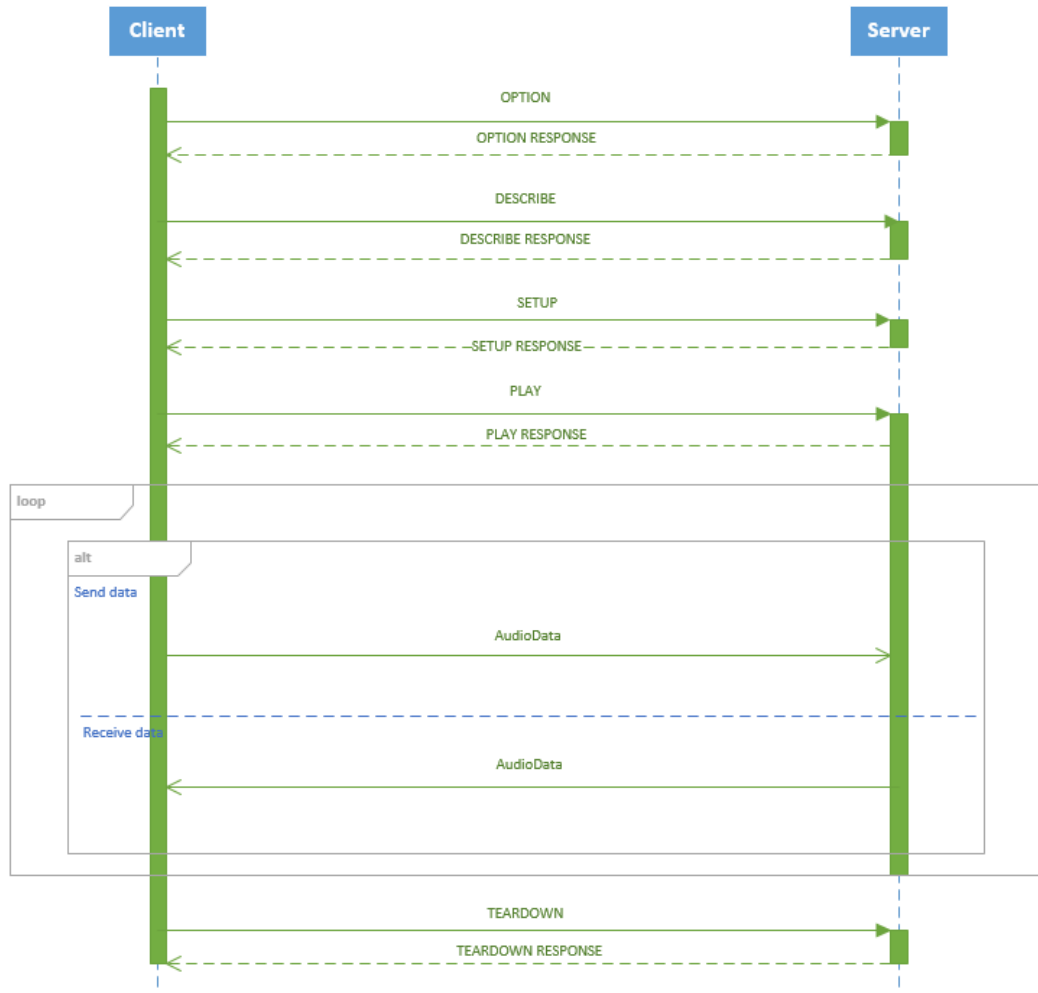 Client
Server
OPTION
OPTION RESPONSE
DESCRIBE
DESCRIBE RESPONSE
SETUP
SETUP RESPONSE
PLAY
PLAY RESPONSE
loop
alt
Send data
AudioData
Receive data
AudioData
TEARDOWN
TEARDOWN RESPONSE